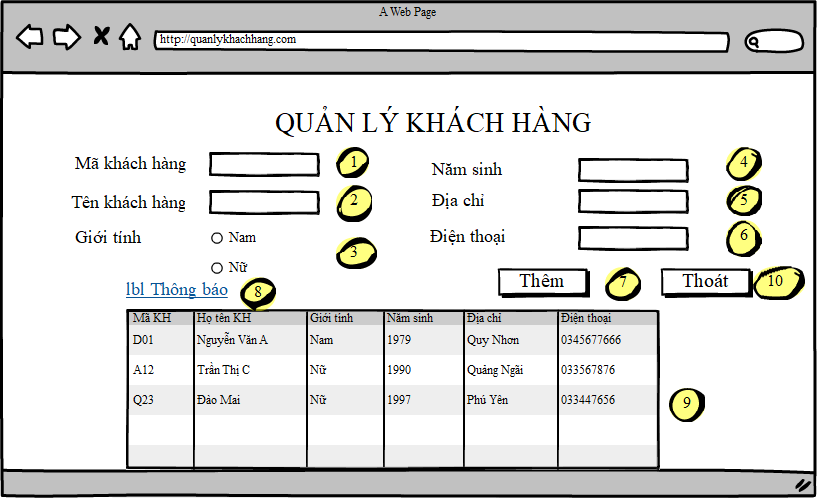 A Web Page
http://quanlykhachhang.com
QUẢN LÝ KHÁCH HÀNG
Mã khách hàng 1
Năm sinh 4
Tên khách hàng 2
Địa chỉ 5
Giới tính Nam
Nữ
3
Điện thoại 6
lbl Thông báo 8
Thêm 7
Thoát 10
Mã KH Họ tên KH Giới tính Năm sinh Địa chỉ Điện thoại
D01 Nguyễn Văn A Nam 1979 Quy Nhơn 0345677666
A12 Trần Thị C Nữ 1990 Quảng Ngãi 033567876
Q23 Đào Mai Nữ 1997 Phú Yên 033447656
9